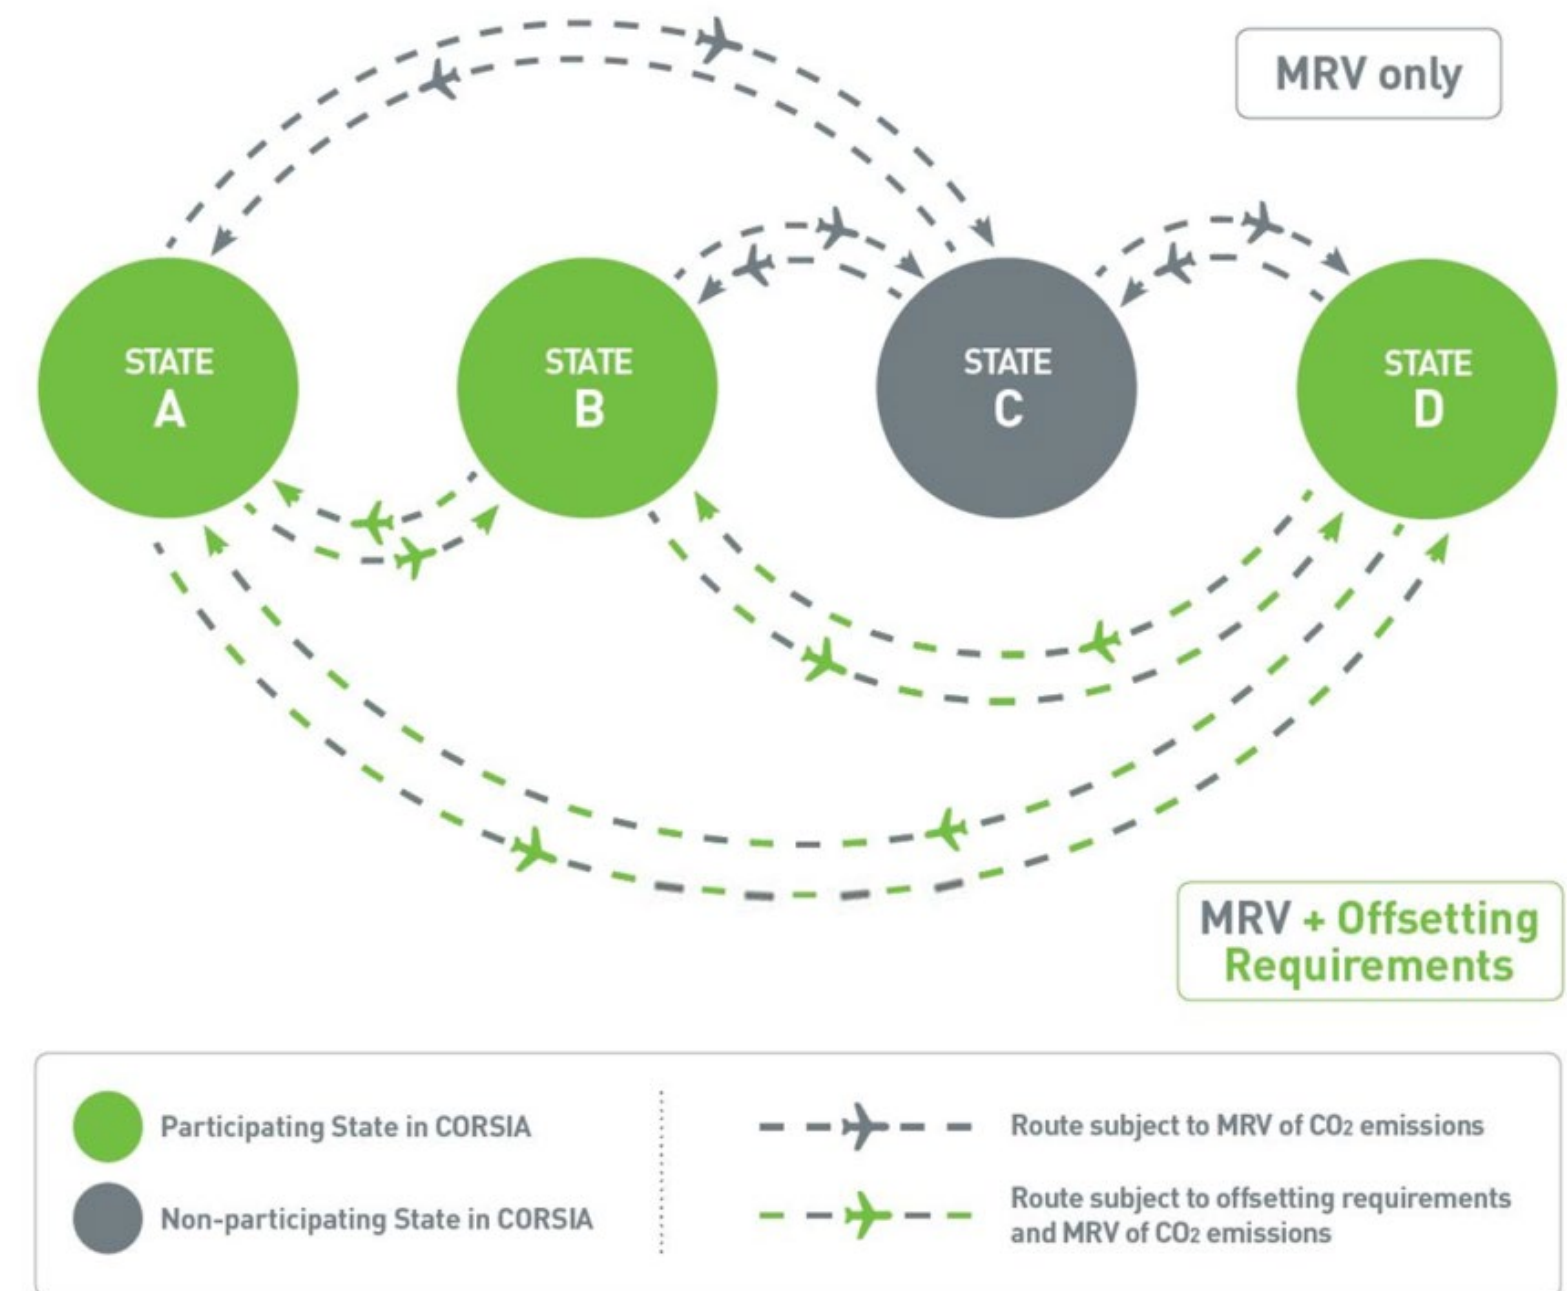 MRV only
STATE
A
STATE
B
STATE
C
STATE
D
MRV + Offsetting
Requirements
Participating State in CORSIA
Non-participating State in CORSIA
Route subject to MRV of CO₂ emissions
Route subject to offsetting requirements
and MRV of CO₂ emissions